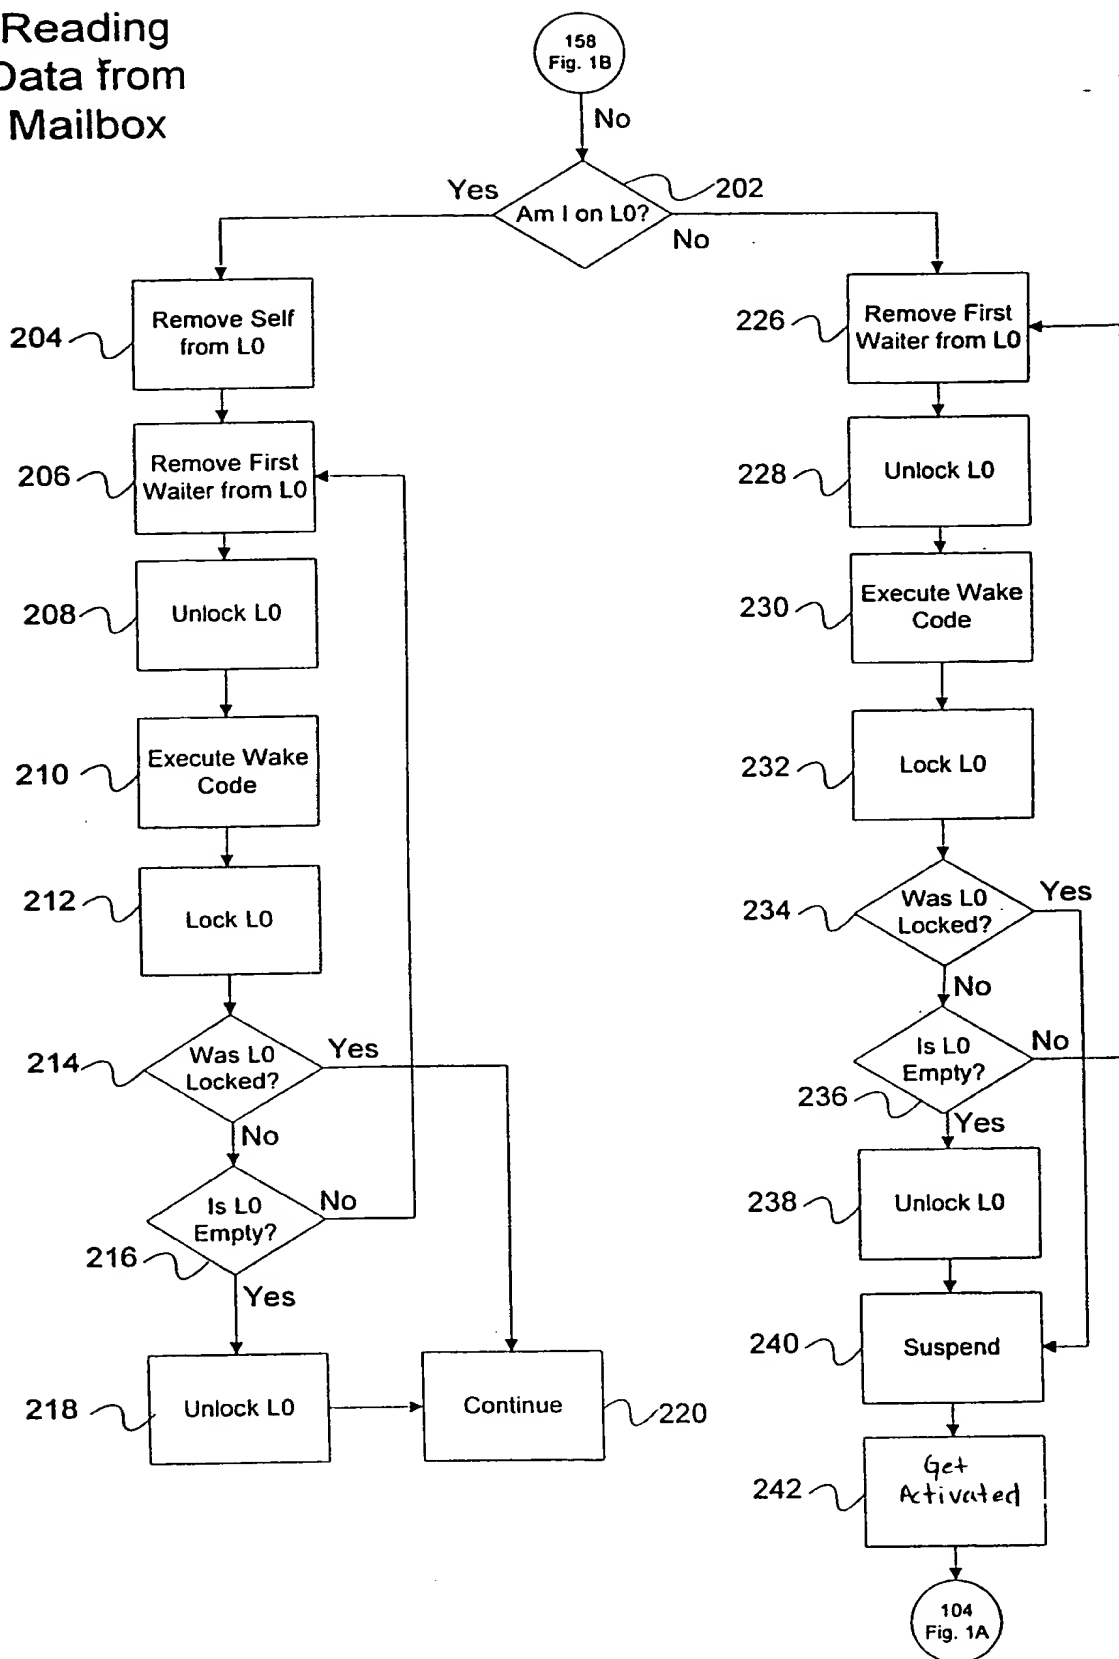 Reading
Data from
Mailbox
158
Fig. 1B
No
Yes
202
Am I on L0?
No
204
Remove Self
from L0
206
Remove First
Waiter from L0
208
Unlock L0
210
Execute Wake
Code
212
Lock L0
214
Was L0
Locked?
Yes
No
Is L0
Empty?
No
216
Yes
218
Unlock L0
Continue
220
226
Remove First
Waiter from L0
228
Unlock L0
230
Execute Wake
Code
232
Lock L0
234
Was L0
Locked?
Yes
No
Is L0
Empty?
No
236
Yes
238
Unlock L0
240
Suspend
242
Get
Activated
104
Fig. 1A